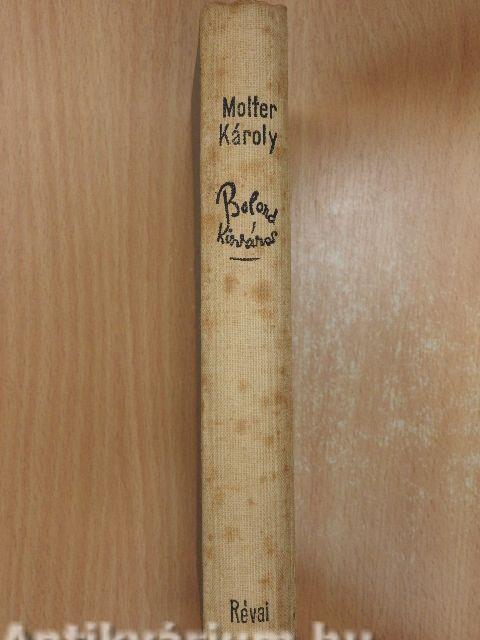 Molter
Károly
Bolond
Kisváros
Révai
Antikvárium.hu